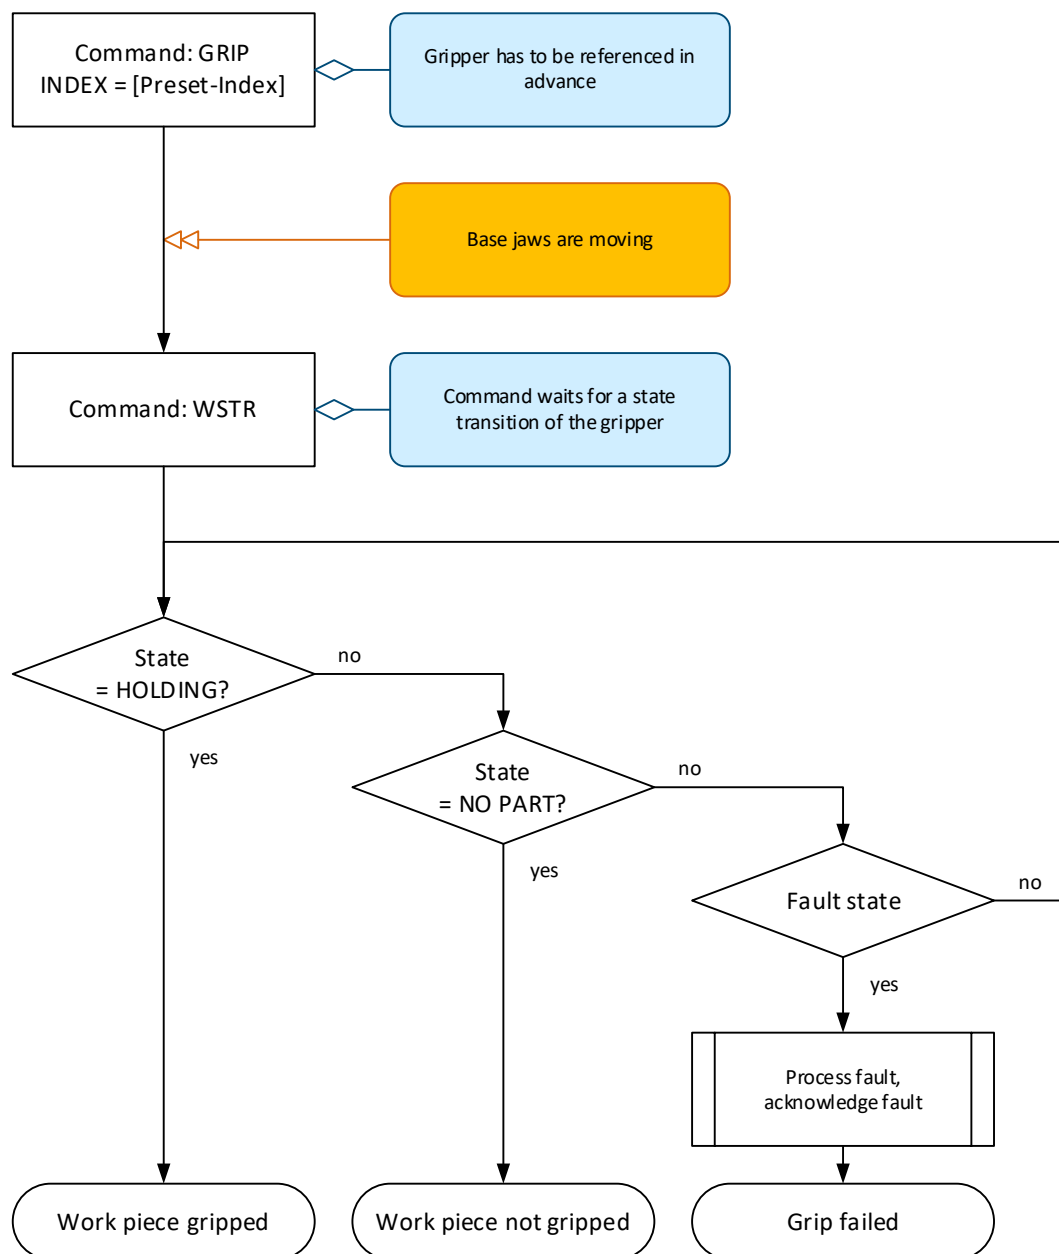 Command: GRIP
INDEX = [Preset-Index]
Gripper has to be referenced in
advance
Base jaws are moving
Command: WSTR
Command waits for a state
transition of the gripper
State
= HOLDING?
no
yes
State
= NO PART?
no
yes
Fault state
no
yes
Process fault,
acknowledge fault
Work piece gripped
Work piece not gripped
Grip failed